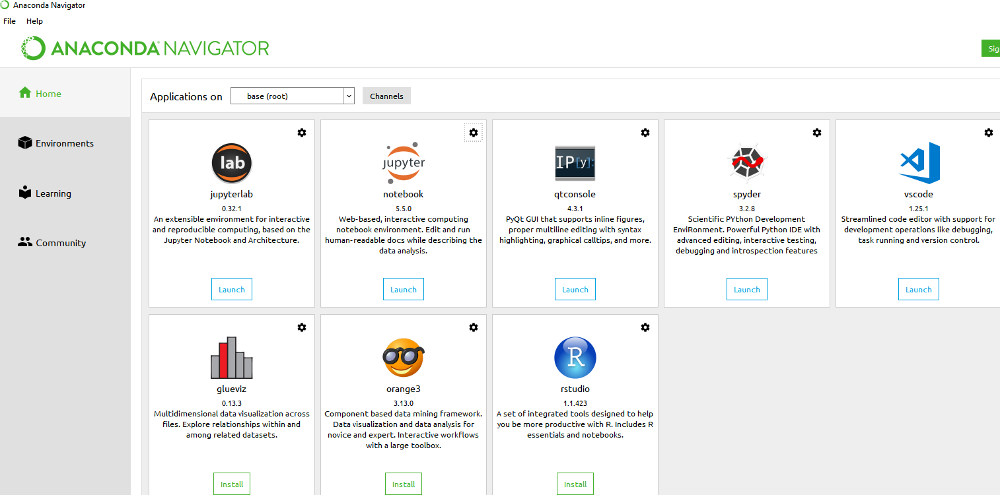 Anaconda Navigator
File Help
ANACONDA NAVIGATOR
Sig
Home
Environments
Learning
Community
Applications on base (root) Channels
lab
jupyterlab
0.32.1
An extensible environment for interactive
and reproducible computing, based on the
Jupyter Notebook and Architecture.
Launch
jupyter
notebook
5.5.0
Web-based, interactive computing
notebook environment. Edit and run
human-readable docs while describing the
data analysis.
Launch
IP[y]:
qtconsole
4.3.1
PyQt GUI that supports inline figures,
proper multiline editing with syntax
highlighting, graphical calltips, and more.
Launch
spyder
3.2.8
Scientific PYthon Development
EnviRonment. Powerful Python IDE with
advanced editing, interactive testing,
debugging and introspection features
Launch
vscode
1.25.1
Streamlined code editor with support for
development operations like debugging,
task running and version control.
Launch
glueviz
0.13.3
Multidimensional data visualization across
files. Explore relationships within and
among related datasets.
Install
orange3
3.13.0
Component based data mining framework.
Data visualization and data analysis for
novice and expert. Interactive workflows
with a large toolbox.
Install
R
rstudio
1.1.423
A set of integrated tools designed to help
you be more productive with R. Includes R
essentials and notebooks.
Install